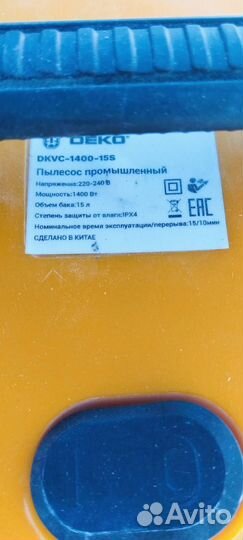 DEKO
DKVC-1400-15S
Пылесос промышленный
Напряжение:220-240 В
Мощность:1400 Вт
Объем бака:15 л
Степень защиты от влаги:IPX4
Номинальное время эксплуатации/перерыва:15/10мин
СДЕЛАНО В КИТАЕ
EAC
Avito